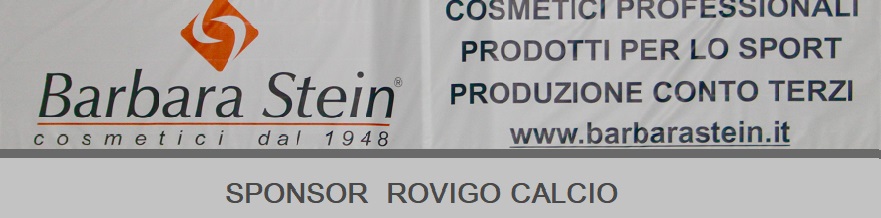 Barbara Stein®
cosmetici dal 1948
COSMETICI PROFESSIONALI
PRODOTTI PER LO SPORT
PRODUZIONE CONTO TERZI
www.barbarastein.it
SPONSOR ROVIGO CALCIO